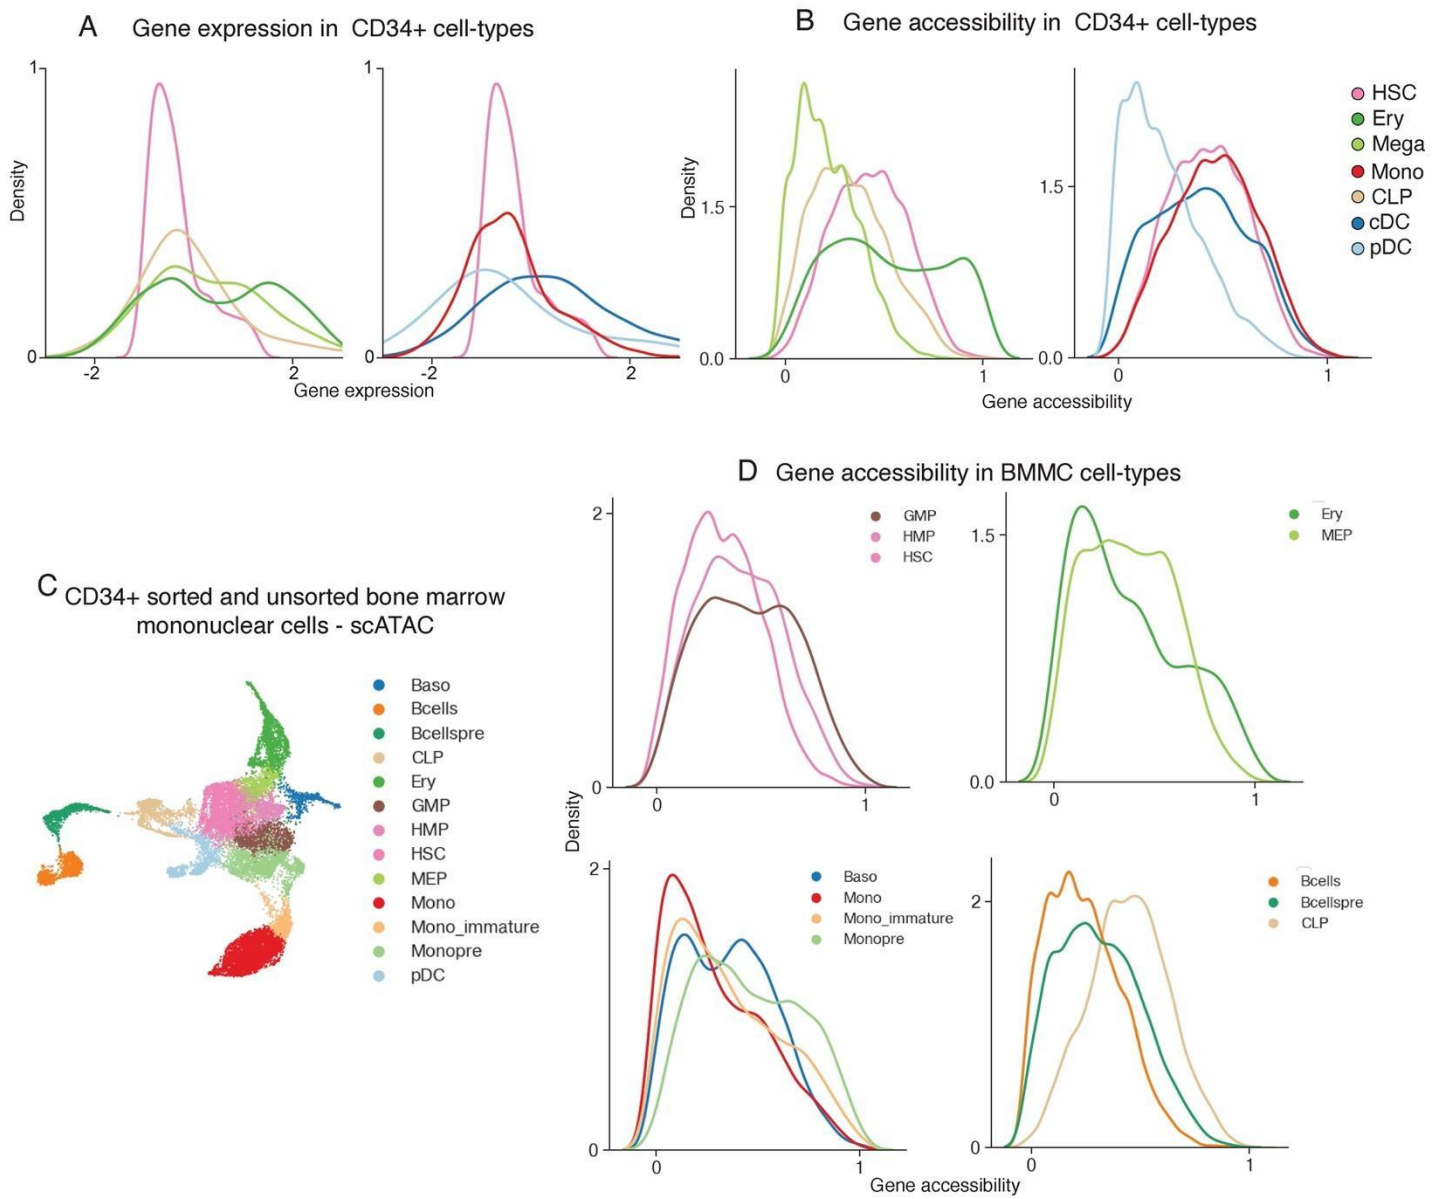 A Gene expression in CD34+ cell-types
1
Density
0
-2
2
1
0
-2
2
Gene expression
B Gene accessibility in CD34+ cell-types
Density
1.5
0.0
0
1
1.5
0.0
0
1
Gene accessibility
HSC
Ery
Mega
Mono
CLP
cDC
pDC
C CD34+ sorted and unsorted bone marrow
mononuclear cells - scATAC
Baso
Bcells
Bcellspre
CLP
Ery
GMP
HMP
HSC
MEP
Mono
Mono_immature
Monopre
pDC
D Gene accessibility in BMMC cell-types
2
0
0
1
GMP
HMP
HSC
1.5
0.0
0
1
Ery
MEP
Density
2
0
0
1
Baso
Mono
Mono_immature
Monopre
2
0
0
1
Bcells
Bcellspre
CLP
Gene accessibility